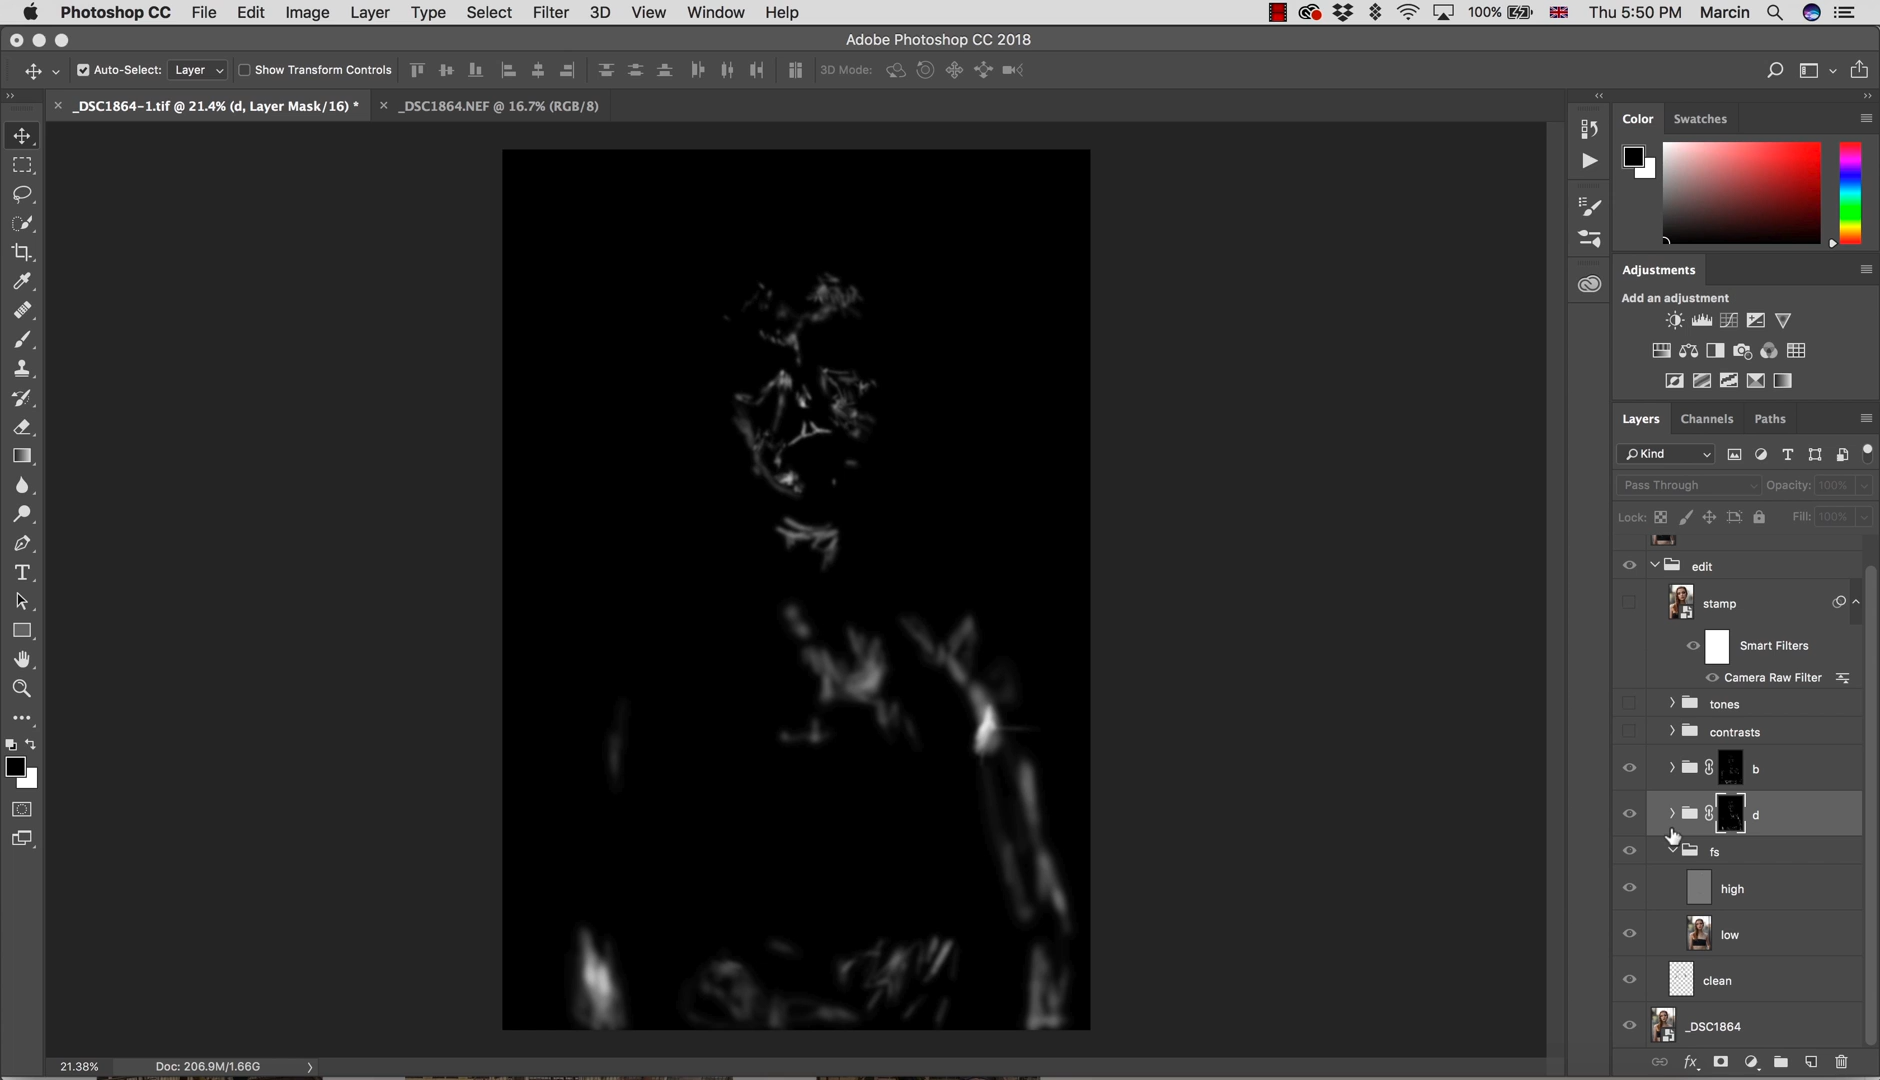 Photoshop CC File Edit Image Layer Type Select Filter 3D View Window Help 100% Thu 5:50 PM Marcin
Adobe Photoshop CC 2018
Auto-Select: Layer Show Transform Controls 3D Mode:
_DSC1864-1.tif @ 21.4% (d, Layer Mask/16) * _DSC1864.NEF @ 16.7% (RGB/8)
Color Swatches
Adjustments
Add an adjustment
Layers Channels Paths
Kind
Pass Through Opacity: 100%
Lock: Fill: 100%
edit
stamp
Smart Filters
Camera Raw Filter
tones
contrasts
b
d
fs
high
low
clean
_DSC1864
21.38% Doc: 206.9M/1.66G